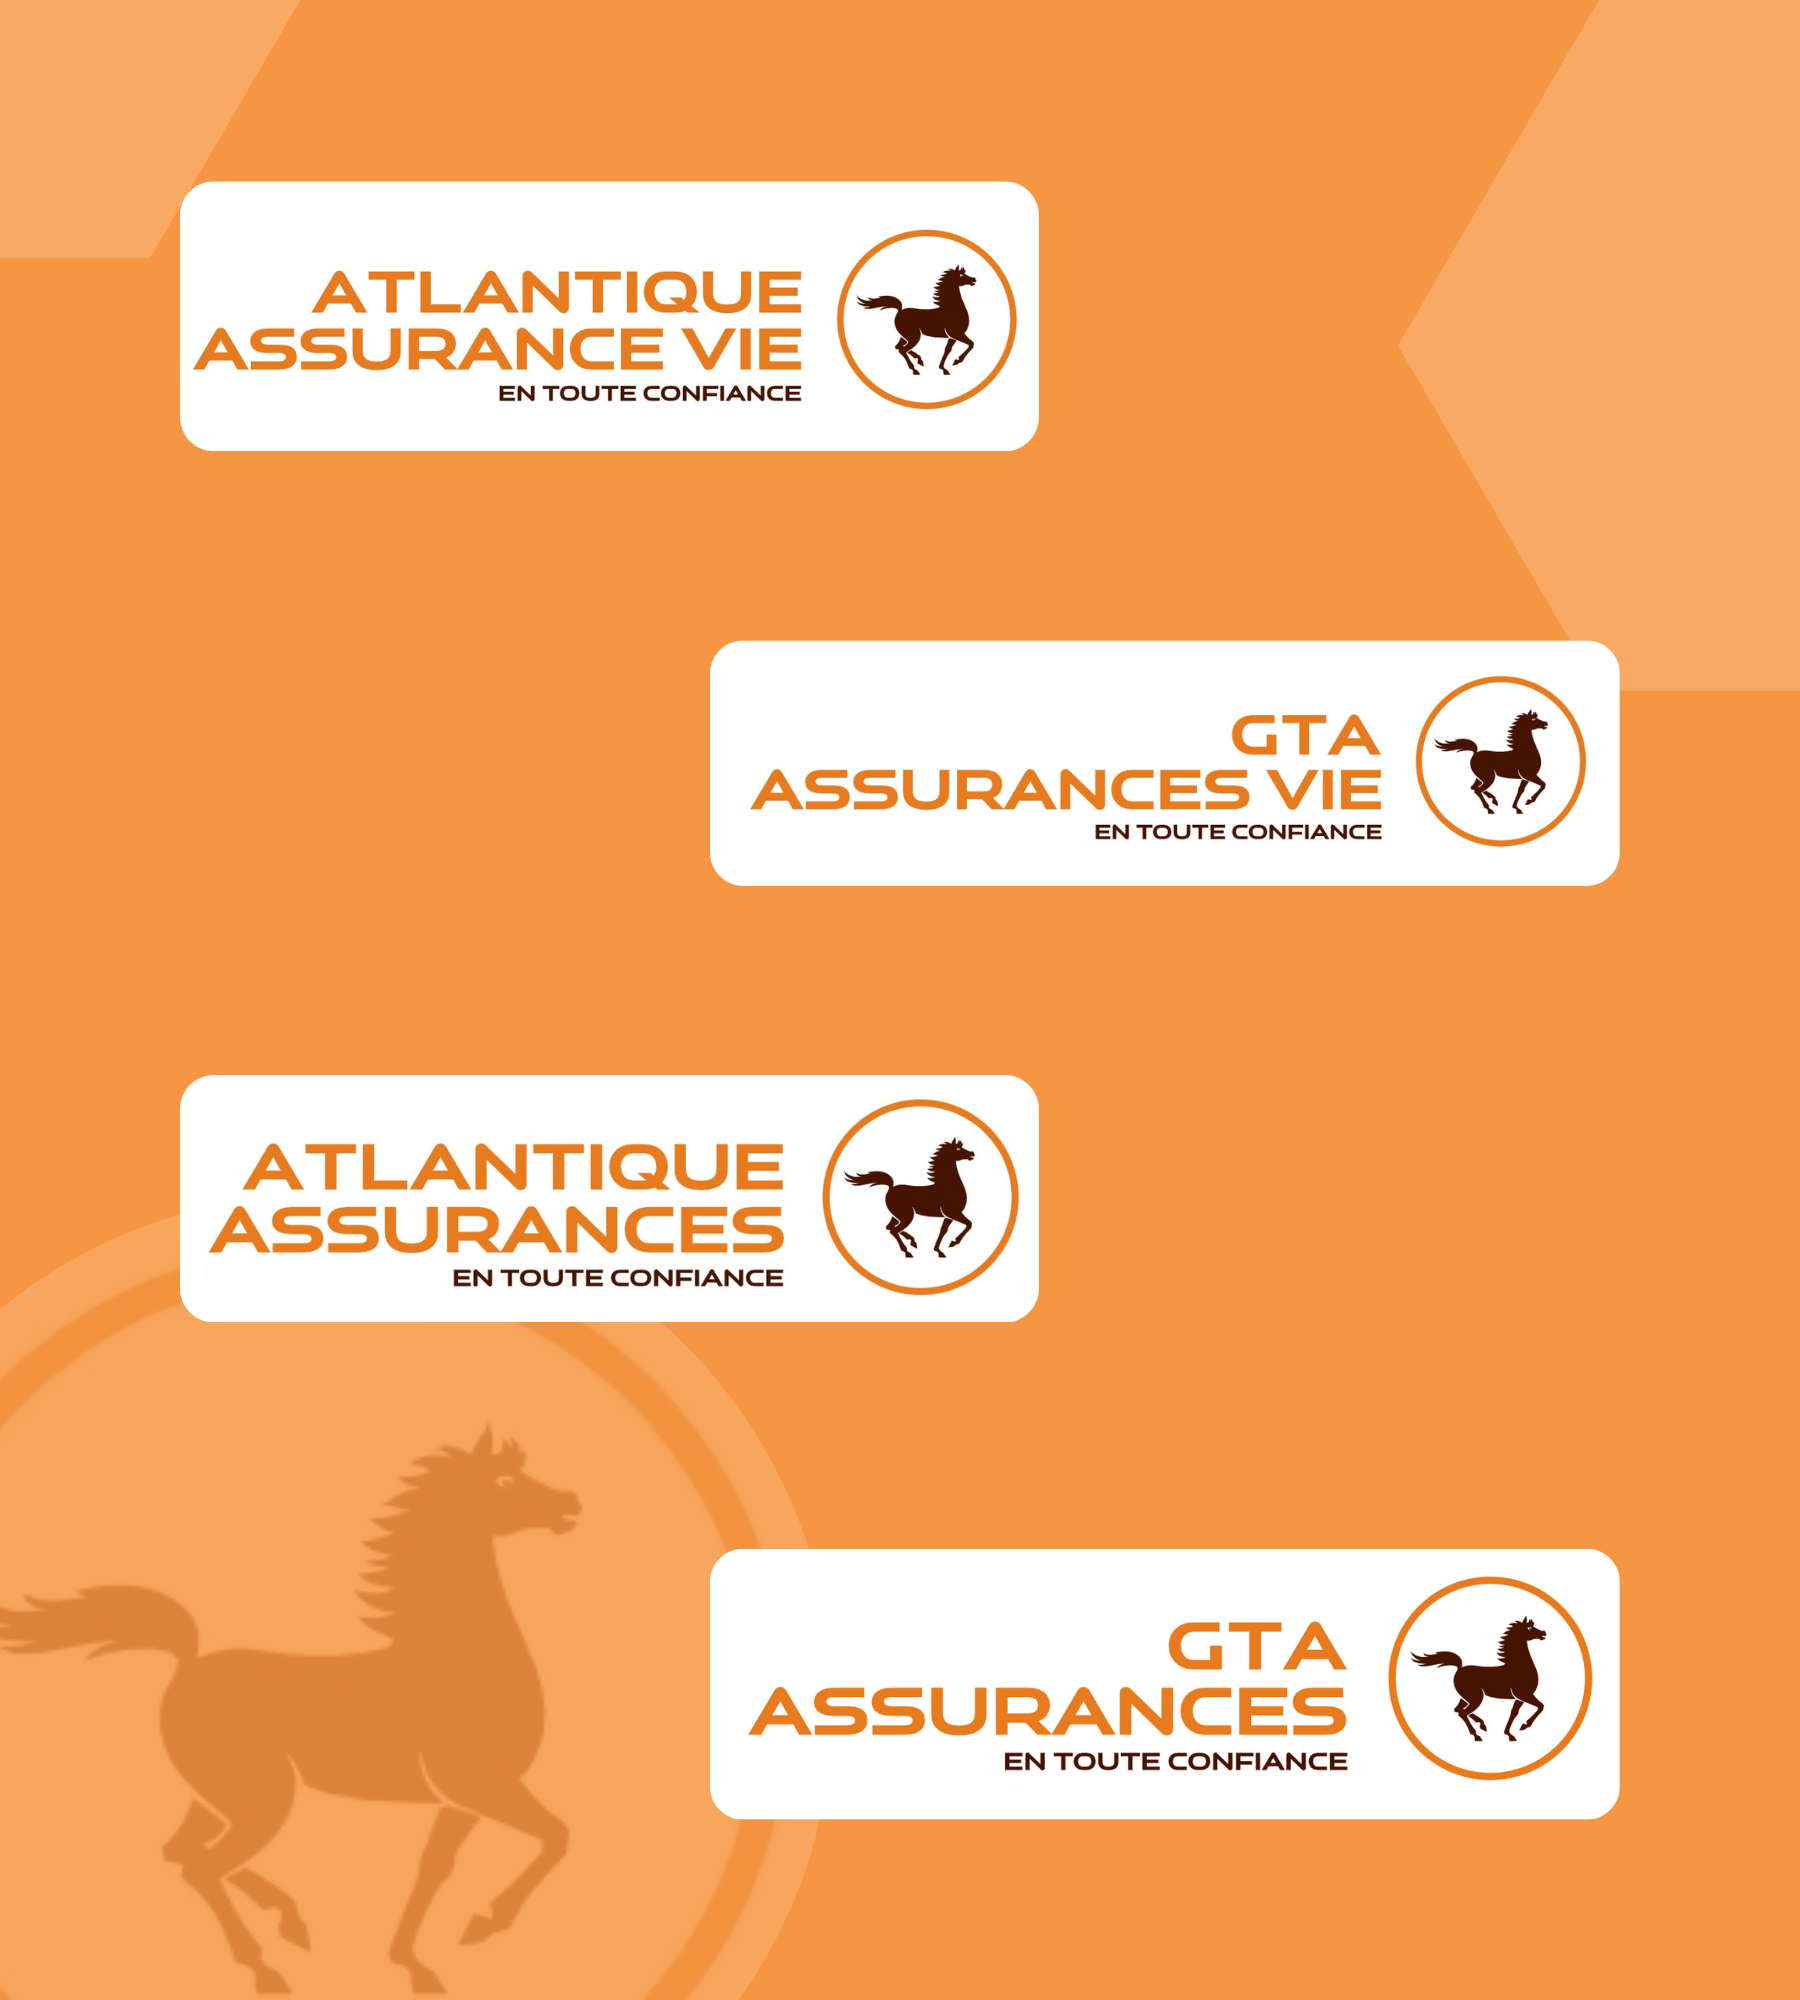 ATLANTIQUE
ASSURANCE VIE
EN TOUTE CONFIANCE
GTA
ASSURANCES VIE
EN TOUTE CONFIANCE
ATLANTIQUE
ASSURANCES
EN TOUTE CONFIANCE
GTA
ASSURANCES
EN TOUTE CONFIANCE